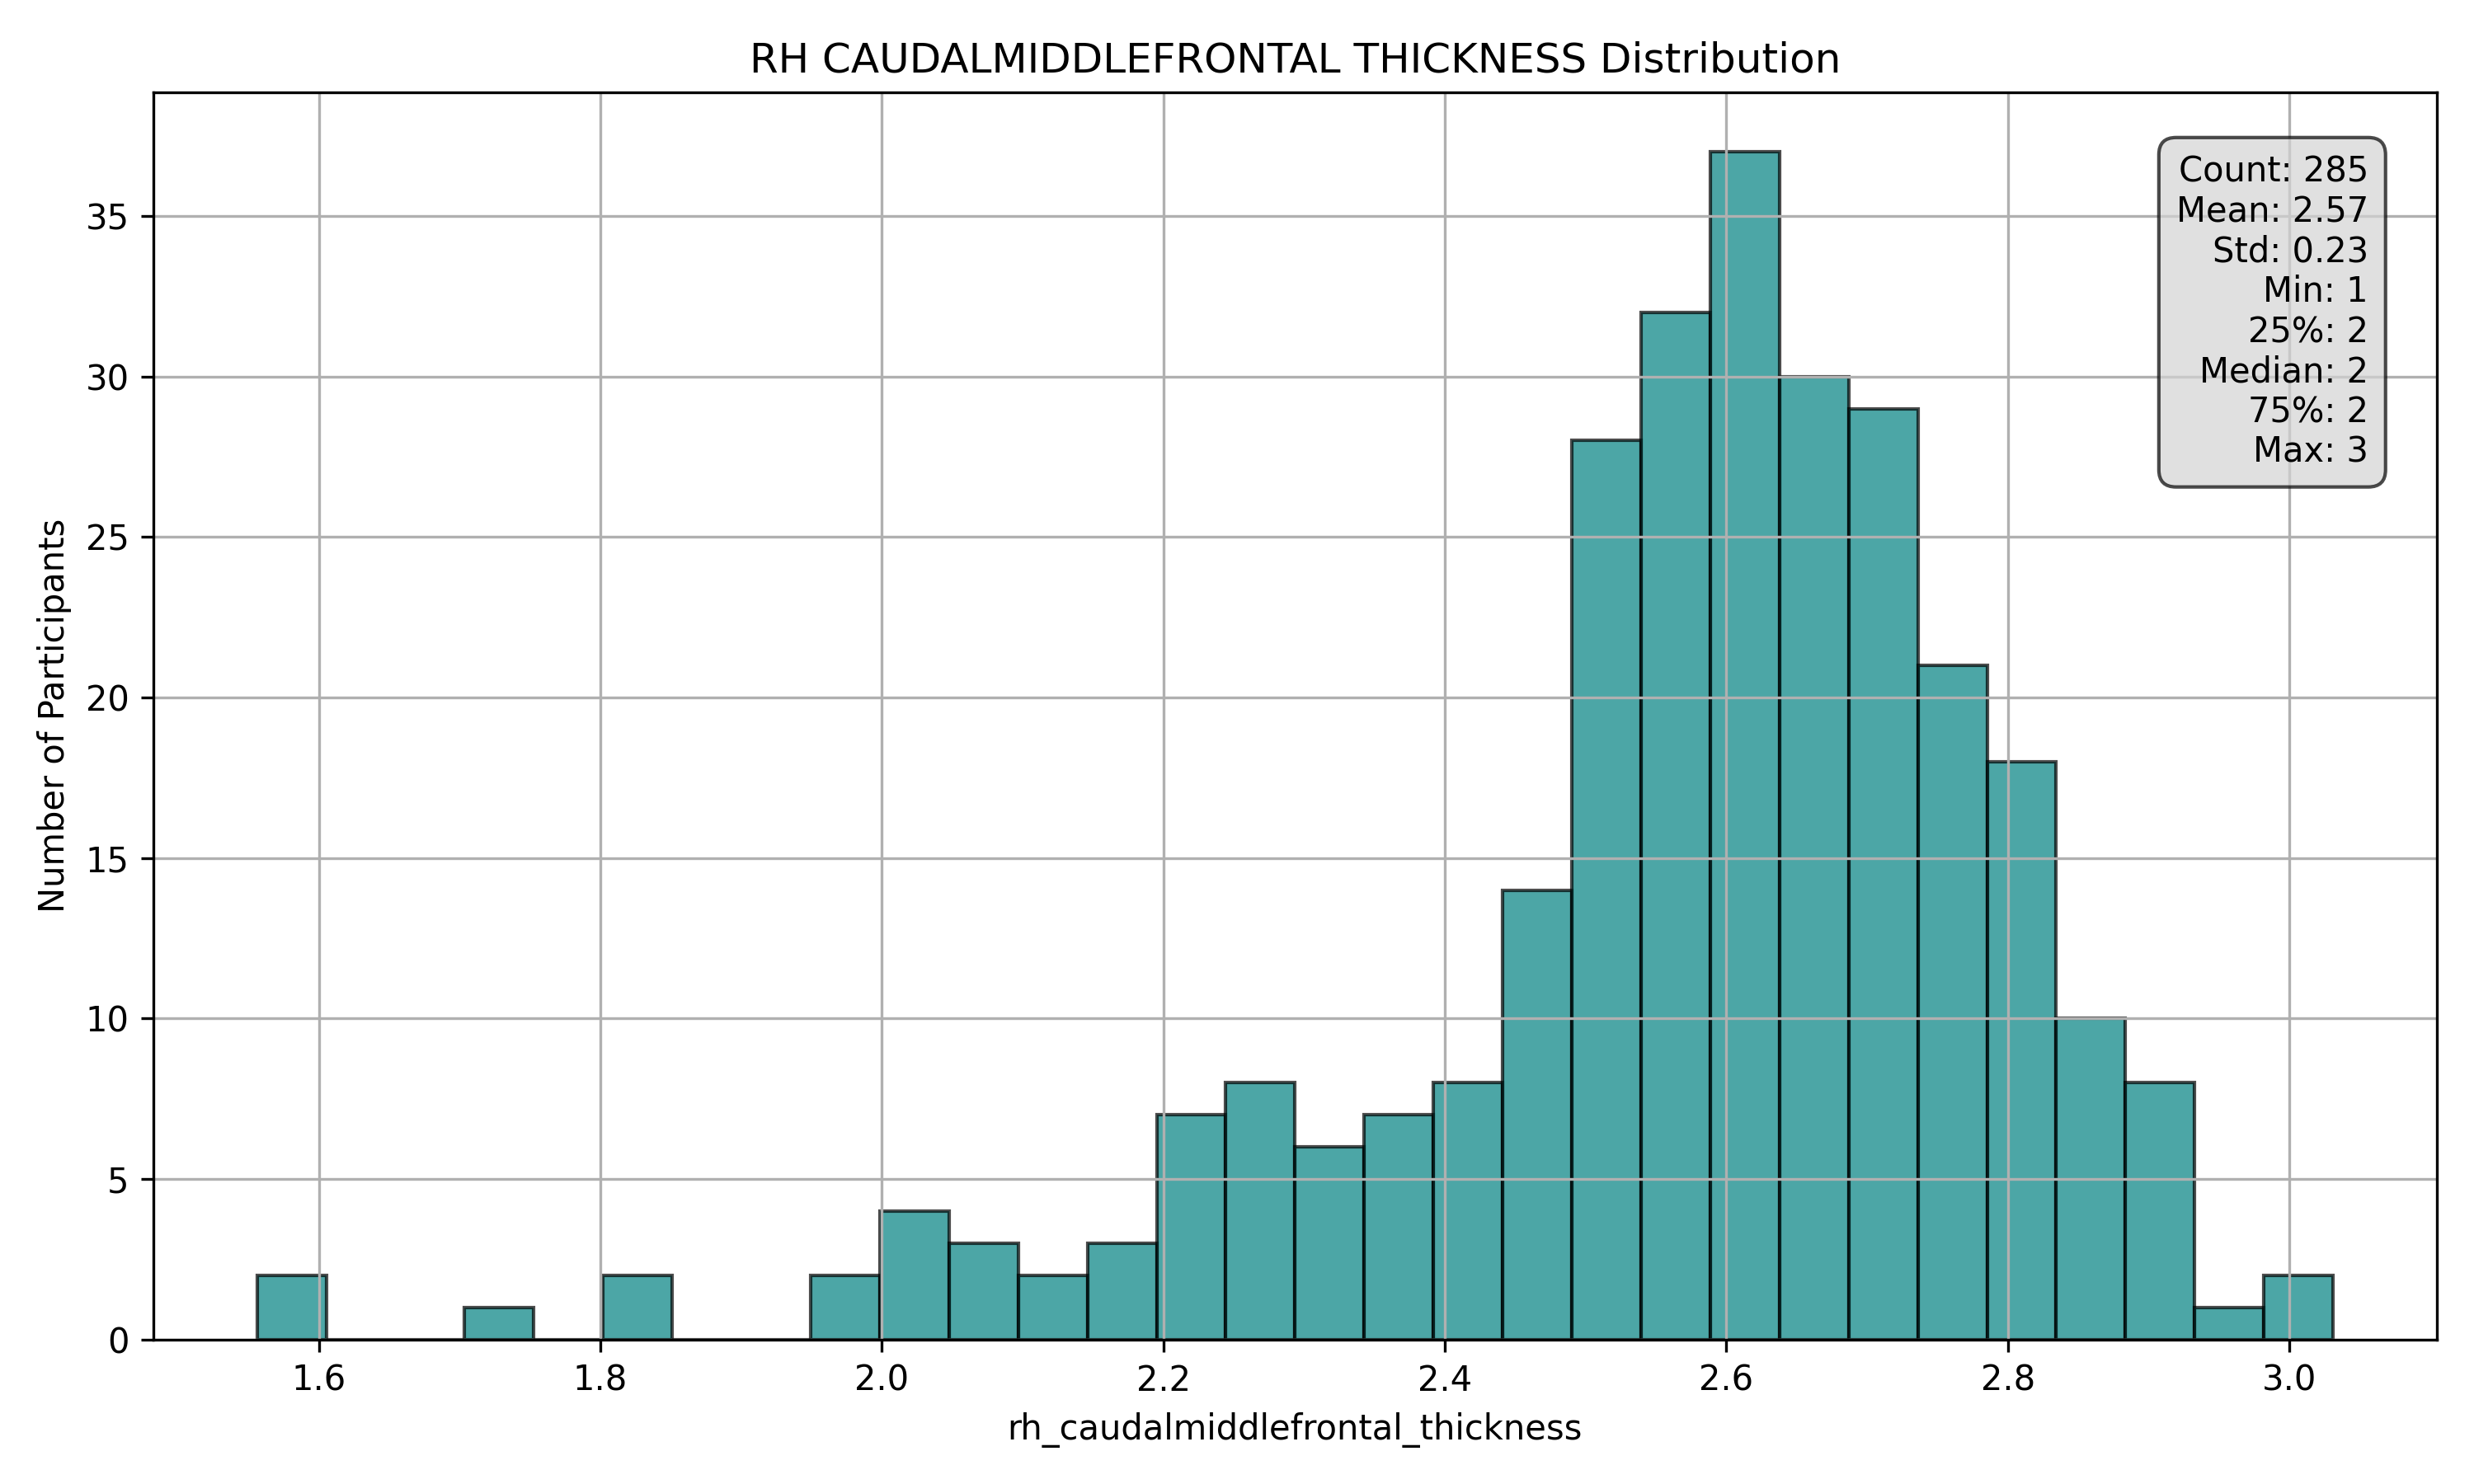 RH CAUDALMIDDLEFRONTAL THICKNESS Distribution
Count: 285
Mean: 2.57
Std: 0.23
Min: 1
25%: 2
Median: 2
75%: 2
Max: 3
Number of Participants
35
30
25
20
15
10
5
0
1.6 1.8 2.0 2.2 2.4 2.6 2.8 3.0
rh_caudalmiddlefrontal_thickness